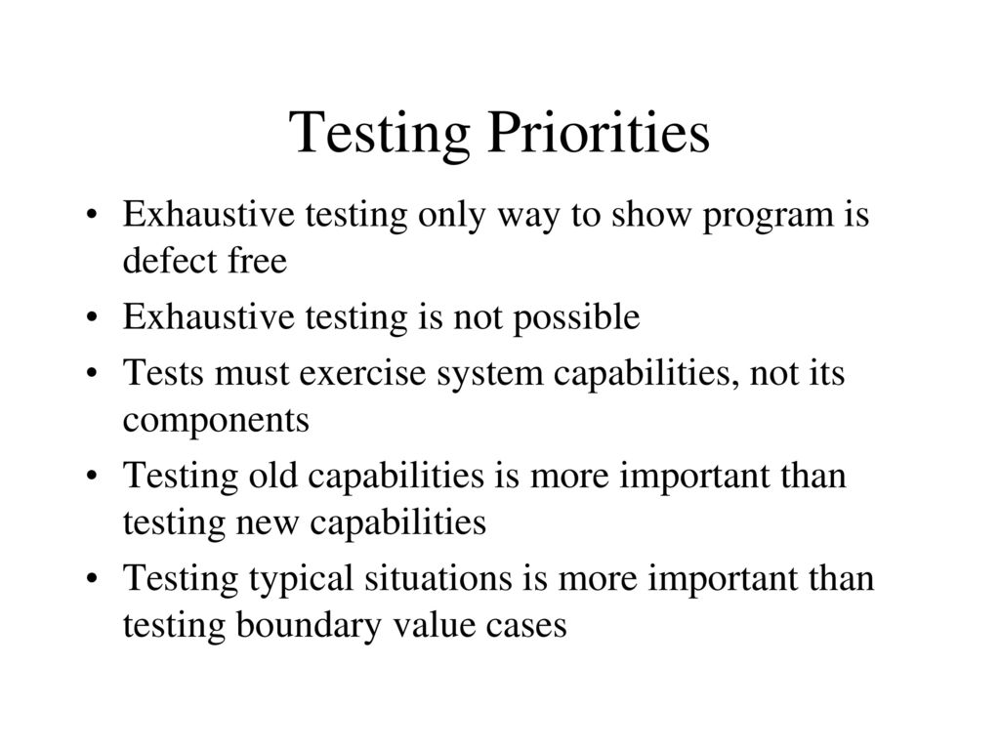 Testing Priorities
• Exhaustive testing only way to show program is
defect free
• Exhaustive testing is not possible
• Tests must exercise system capabilities, not its
components
• Testing old capabilities is more important than
testing new capabilities
• Testing typical situations is more important than
testing boundary value cases